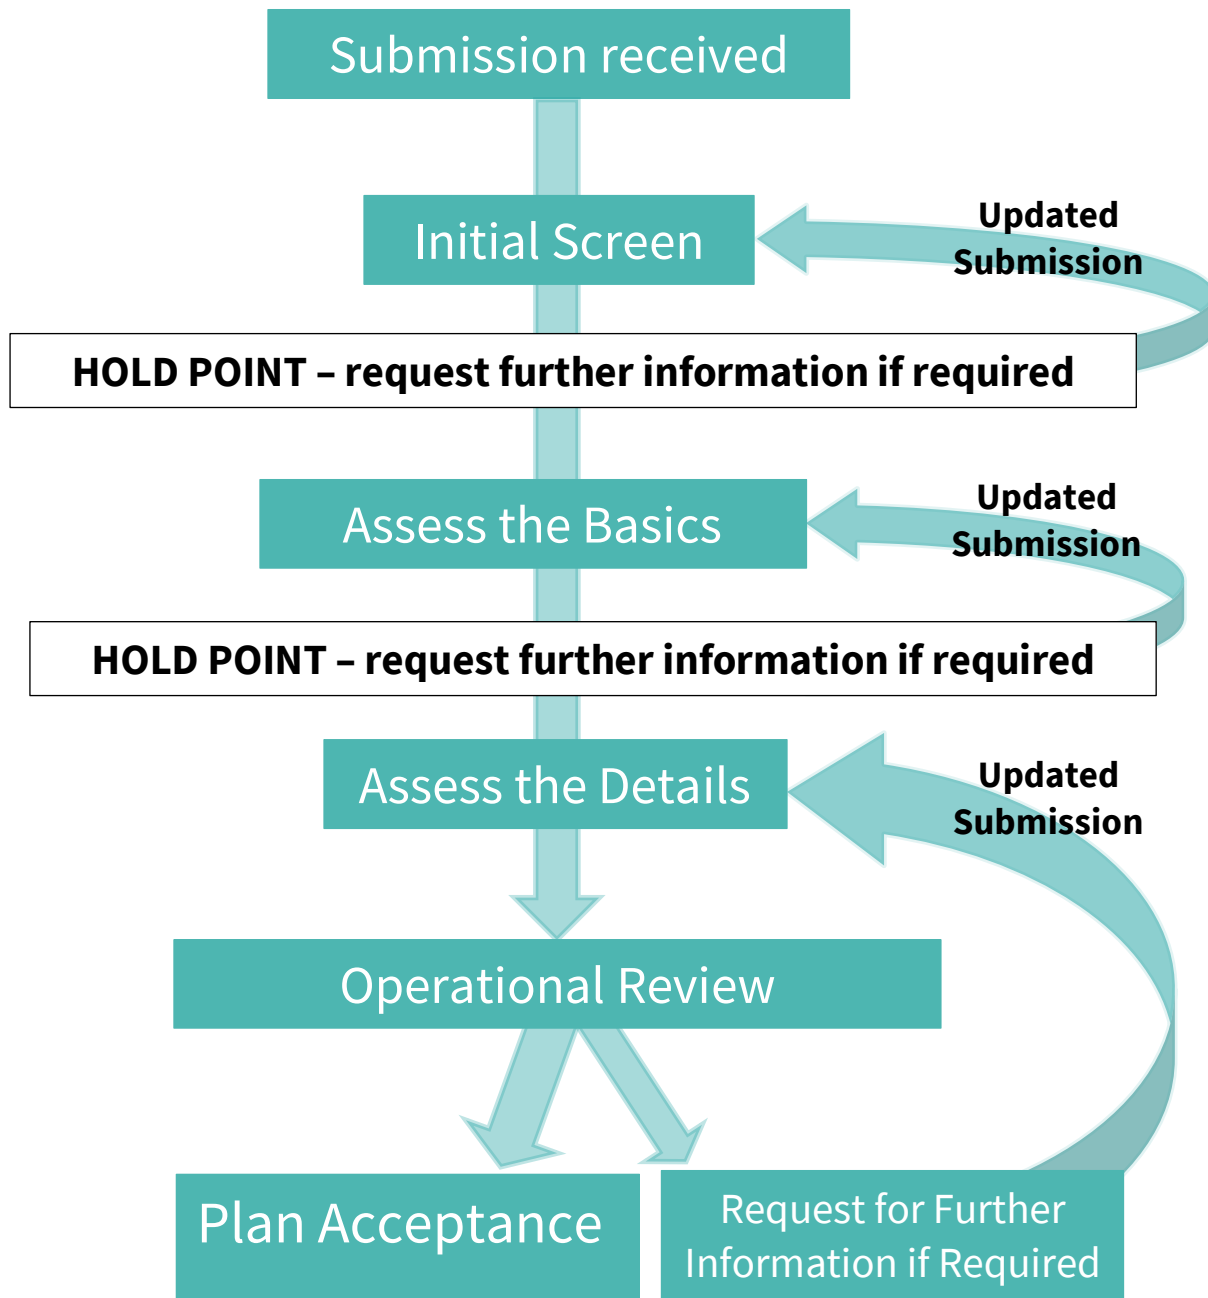 Submission received
Updated
Submission
Initial Screen
HOLD POINT – request further information if required
Updated
Submission
Assess the Basics
HOLD POINT – request further information if required
Updated
Submission
Assess the Details
Operational Review
Plan Acceptance
Request for Further
Information if Required